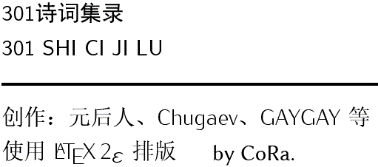 301诗词集录
301 SHI CI JI LU
创作：元后人、Chugaev、GAYGAY 等
使用 LATEX 2ε 排版 by CoRa.